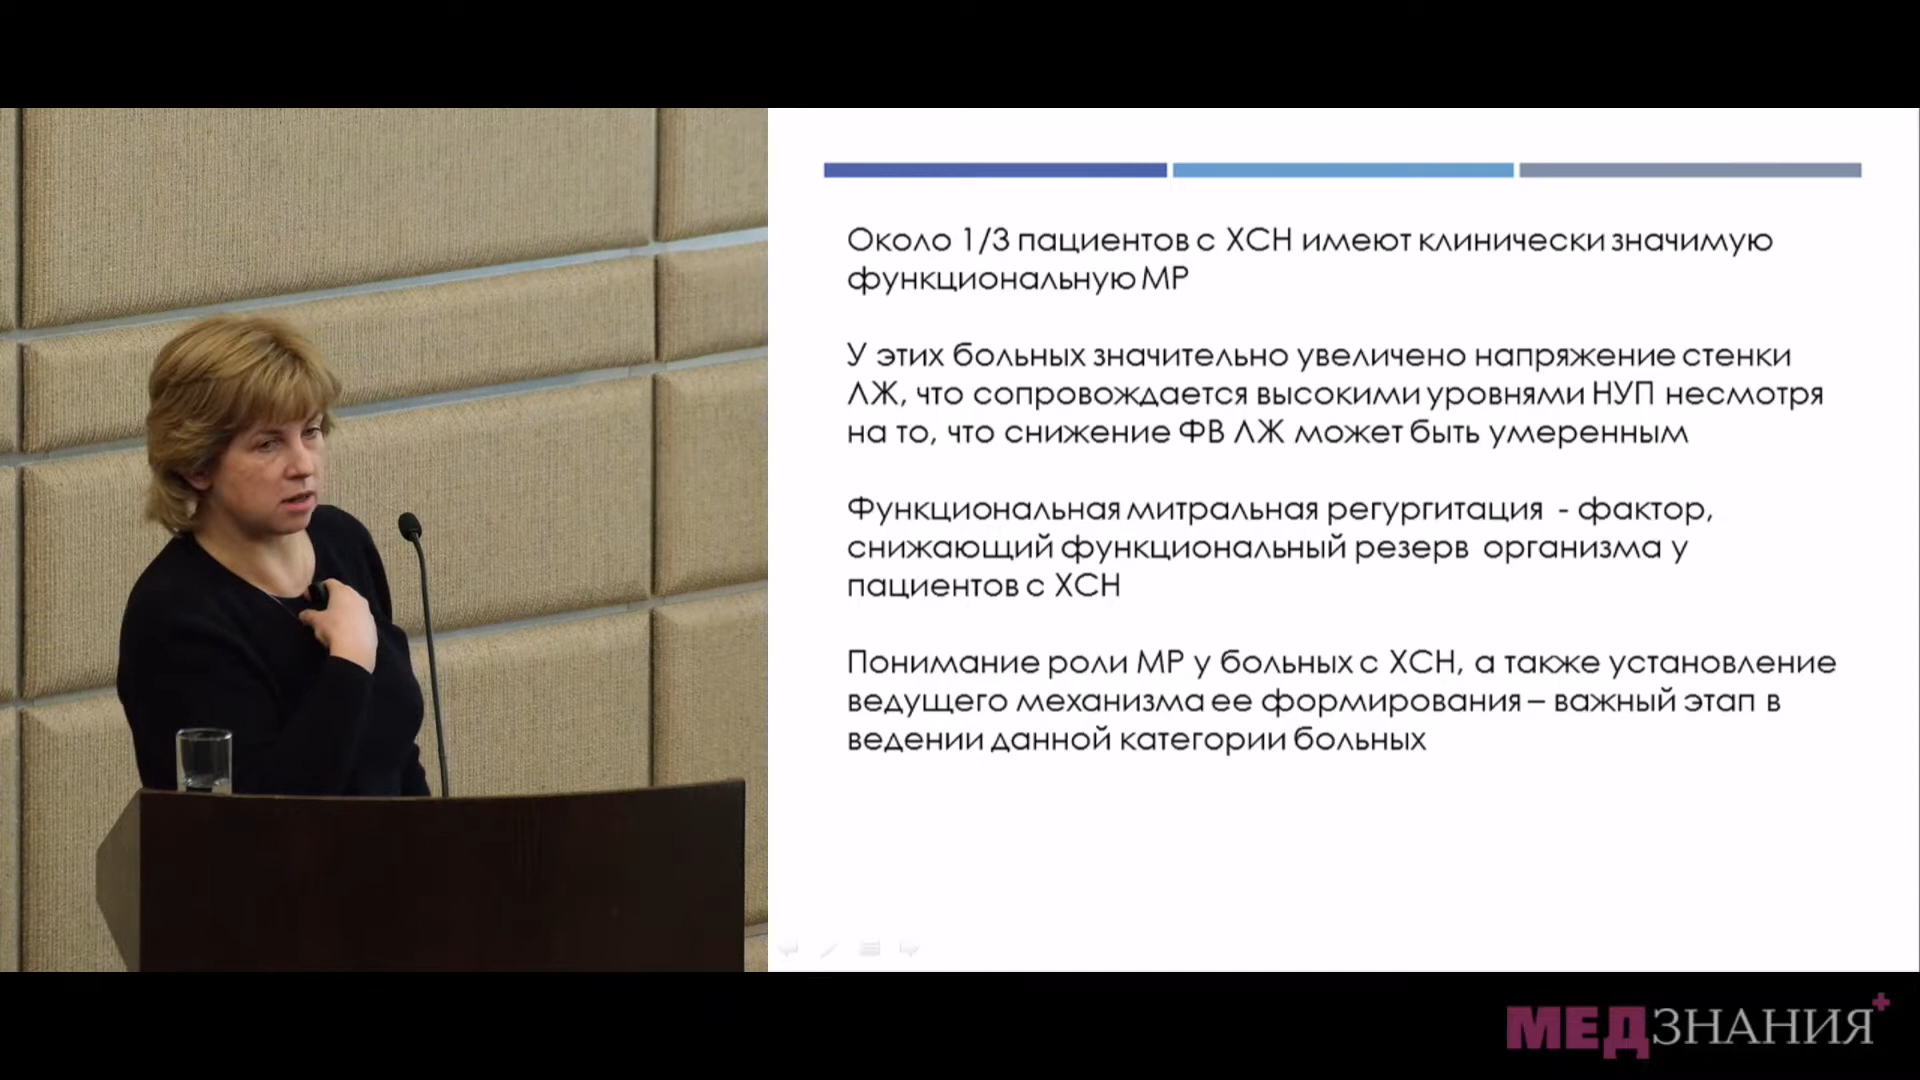 Около 1/3 пациентов с ХСН имеют клинически значимую
функциональную МР
У этих больных значительно увеличено напряжение стенки
ЛЖ, что сопровождается высокими уровнями НУП несмотря
на то, что снижение ФВ ЛЖ может быть умеренным
Функциональная митральная регургитация - фактор,
снижающий функциональный резерв организма у
пациентов с ХСН
Понимание роли МР у больных с ХСН, а также установление
ведущего механизма ее формирования – важный этап в
ведении данной категории больных
МЕДЗНАНИЯ+